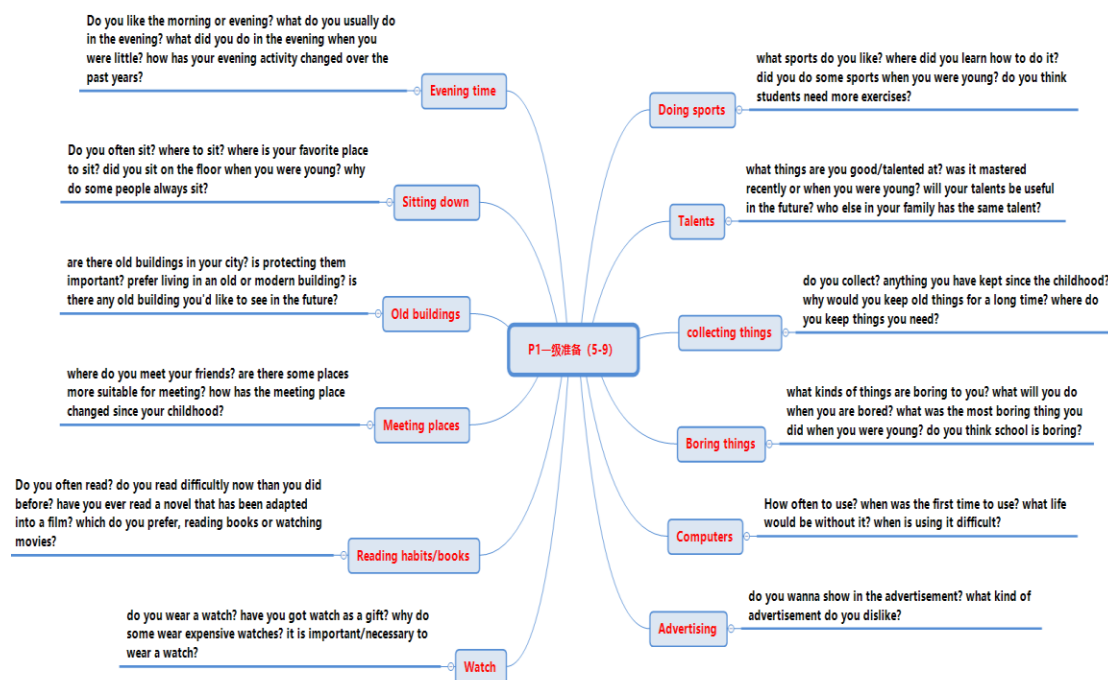 Do you like the morning or evening? what do you usually do
in the evening? what did you do in the evening when you
were little? how has your evening activity changed over the
past years?
Evening time
Do you often sit? where to sit? where is your favorite place
to sit? did you sit on the floor when you were young? why
do some people always sit?
Sitting down
are there old buildings in your city? is protecting them
important? prefer living in an old or modern building? is
there any old building you'd like to see in the future?
Old buildings
where do you meet your friends? are there some places
more suitable for meeting? how has the meeting place
changed since your childhood?
Meeting places
Do you often read? do you read difficultly now than you did
before? have you ever read a novel that has been adapted
into a film? which do you prefer, reading books or watching
movies?
Reading habits/books
do you wear a watch? have you got watch as a gift? why do
some wear expensive watches? it is important/necessary to
wear a watch?
Watch
P1一级准备（5-9）
what sports do you like? where did you learn how to do it?
did you do some sports when you were young? do you think
students need more exercises?
Doing sports
what things are you good/talented at? was it mastered
recently or when you were young? will your talents be useful
in the future? who else in your family has the same talent?
Talents
do you collect? anything you have kept since the childhood?
why would you keep old things for a long time? where do
you keep things you need?
collecting things
what kinds of things are boring to you? what will you do
when you are bored? what was the most boring thing you
did when you were young? do you think school is boring?
Boring things
How often to use? when was the first time to use? what life
would be without it? when is using it difficult?
Computers
do you wanna show in the advertisement? what kind of
advertisement do you dislike?
Advertising